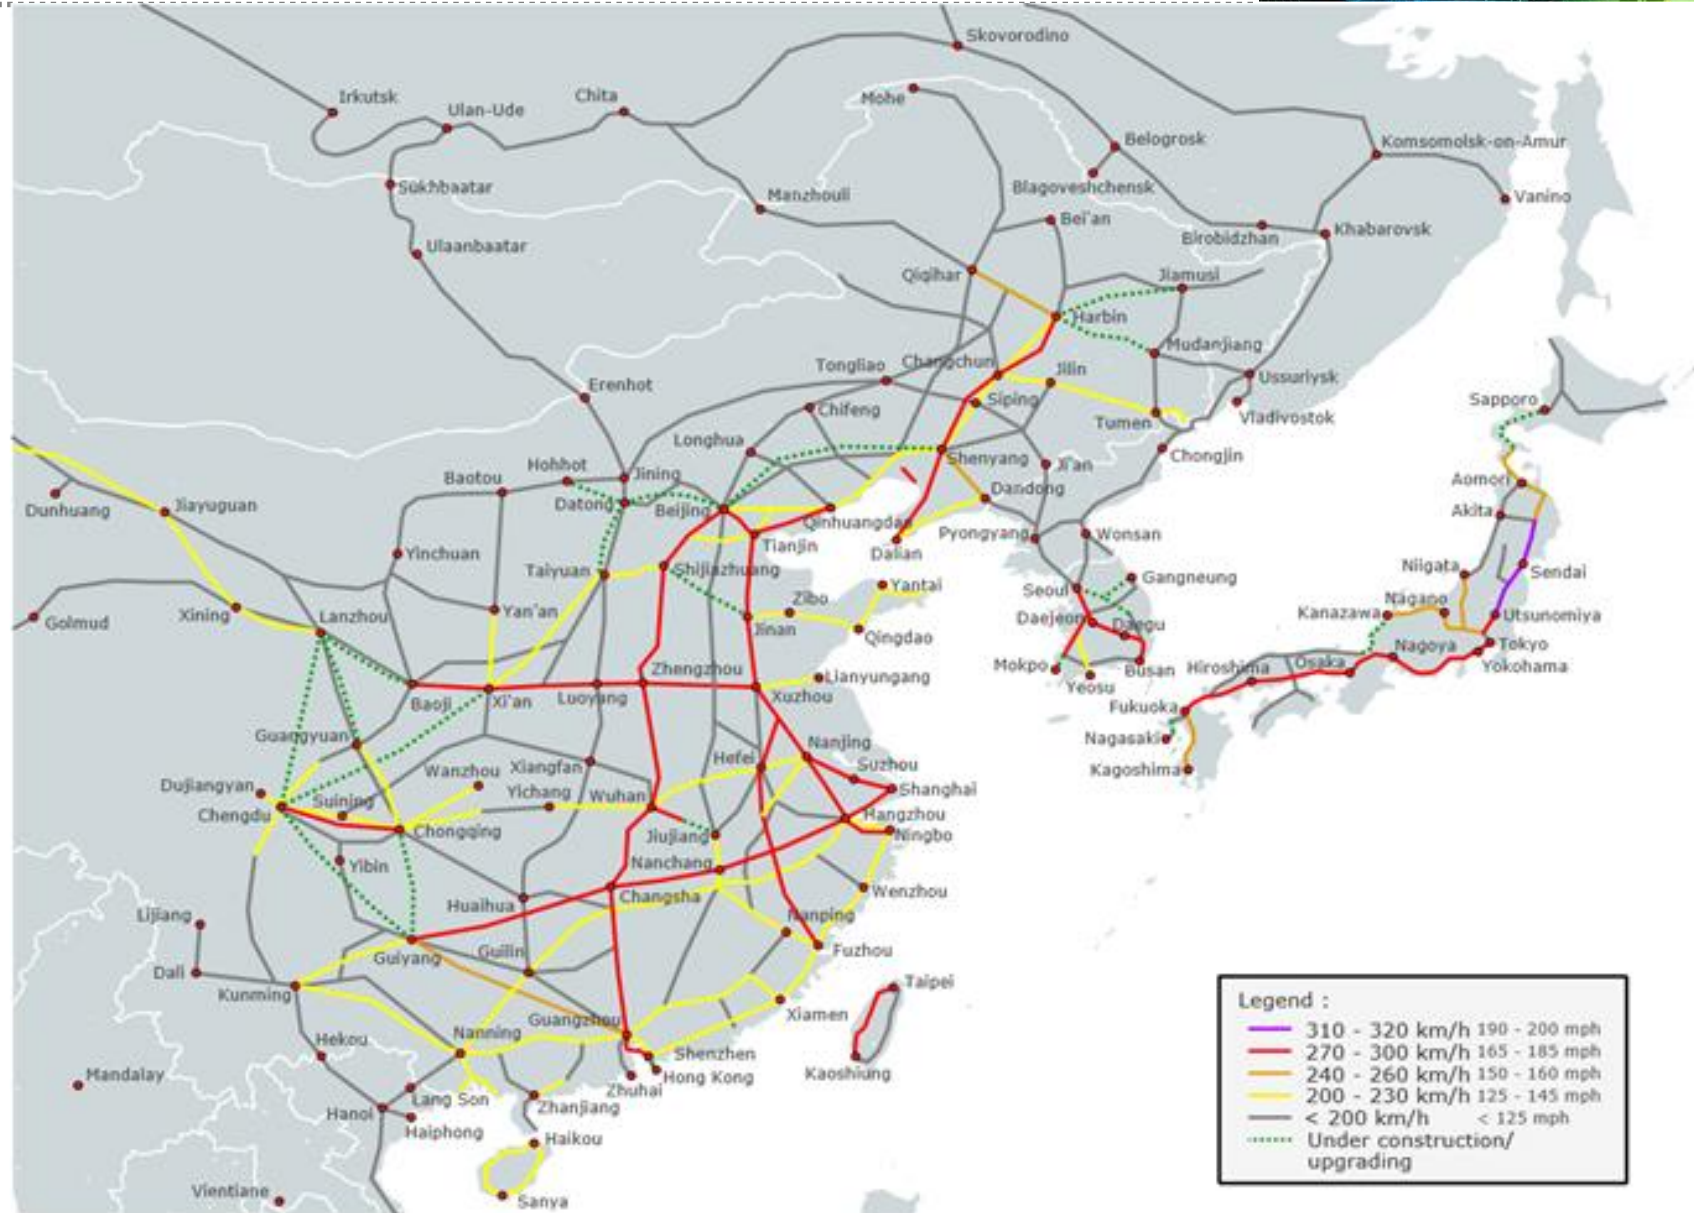 Skovorodino
Irkutsk
Ulan-Ude
Chita
Mohe
Belogrosk
Komsomolsk-on-Amur
Sükhbaatar
Manzhouli
Blagoveshchensk
Vanino
Bei'an
Birobidzhan
Khabarovsk
Ulaanbaatar
Qiqihar
Jiamusi
Harbin
Mudanjiang
Tongliao
Changchun
Jilin
Ussuriysk
Erenhot
Siping
Sapporo
Chifeng
Vladivostok
Tumen
Longhua
Shenyang
Chongjin
Ji'an
Hohhot
Jining
Baotou
Aomori
Dandong
Dunhuang
Jiayuguan
Datong
Beijing
Akita
Qinhuangdao
Pyongyang
Wonsan
Tianjin
Dalian
Yinchuan
Niigata
Sendai
Taiyuan
Shijiazhuang
Gangneung
Yantai
Seoul
Nagano
Zibo
Kanazawa
Utsunomiya
Xining
Lanzhou
Yan'an
Golmud
Daejeon
Daegu
Jinan
Qingdao
Nagoya
Tokyo
Zhengzhou
Mokpo
Busan
Hiroshima
Osaka
Yokohama
Lianyungang
Yeosu
Baoji
Xi'an
Luoyang
Xuzhou
Fukuoka
Guangyuan
Nanjing
Nagasaki
Hefei
Wanzhou
Xiangfan
Suzhou
Kagoshima
Dujiangyan
Shanghai
Suining
Yichang
Wuhan
Chengdu
Hangzhou
Chongqing
Jiujiang
Ningbo
Nanchang
Yibin
Wenzhou
Changsha
Huaihua
Lijiang
Nanping
Guilin
Fuzhou
Guiyang
Dali
Taipei
Kunming
Xiamen
Guangzhou
Nanning
Hekou
Shenzhen
Mandalay
Kaoshiung
Hong Kong
Zhuhai
Lang Son
Zhanjiang
Hanoi
Haiphong
Haikou
Vientiane
Sanya
Legend :
310 - 320 km/h 190 - 200 mph
270 - 300 km/h 165 - 185 mph
240 - 260 km/h 150 - 160 mph
200 - 230 km/h 125 - 145 mph
< 200 km/h < 125 mph
Under construction/
upgrading